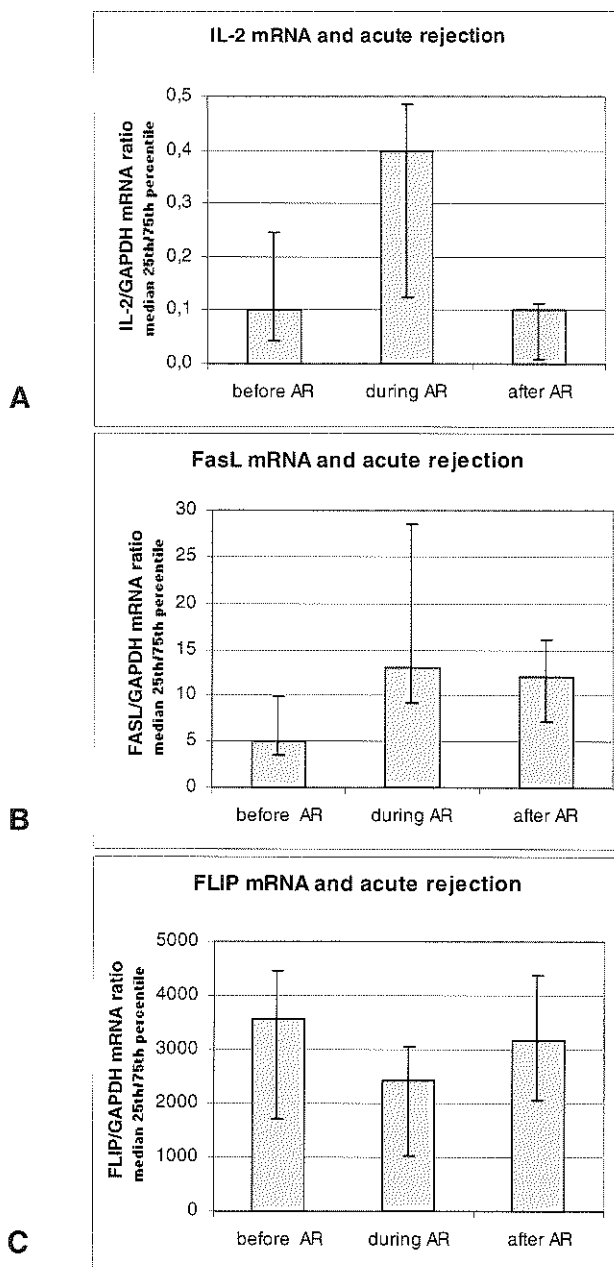 IL-2 mRNA and acute rejection
IL-2/GAPDH mRNA ratio
median 25th/75th percentile
0,5
0,4
0,3
0,2
0,1
0,0
before AR during AR after AR
A
FasL mRNA and acute rejection
FASL/GAPDH mRNA ratio
median 25th/75th percentile
30
25
20
15
10
5
0
before AR during AR after AR
B
FLIP mRNA and acute rejection
FLIP/GAPDH mRNA ratio
median 25th/75th percentile
5000
4000
3000
2000
1000
0
before AR during AR after AR
C